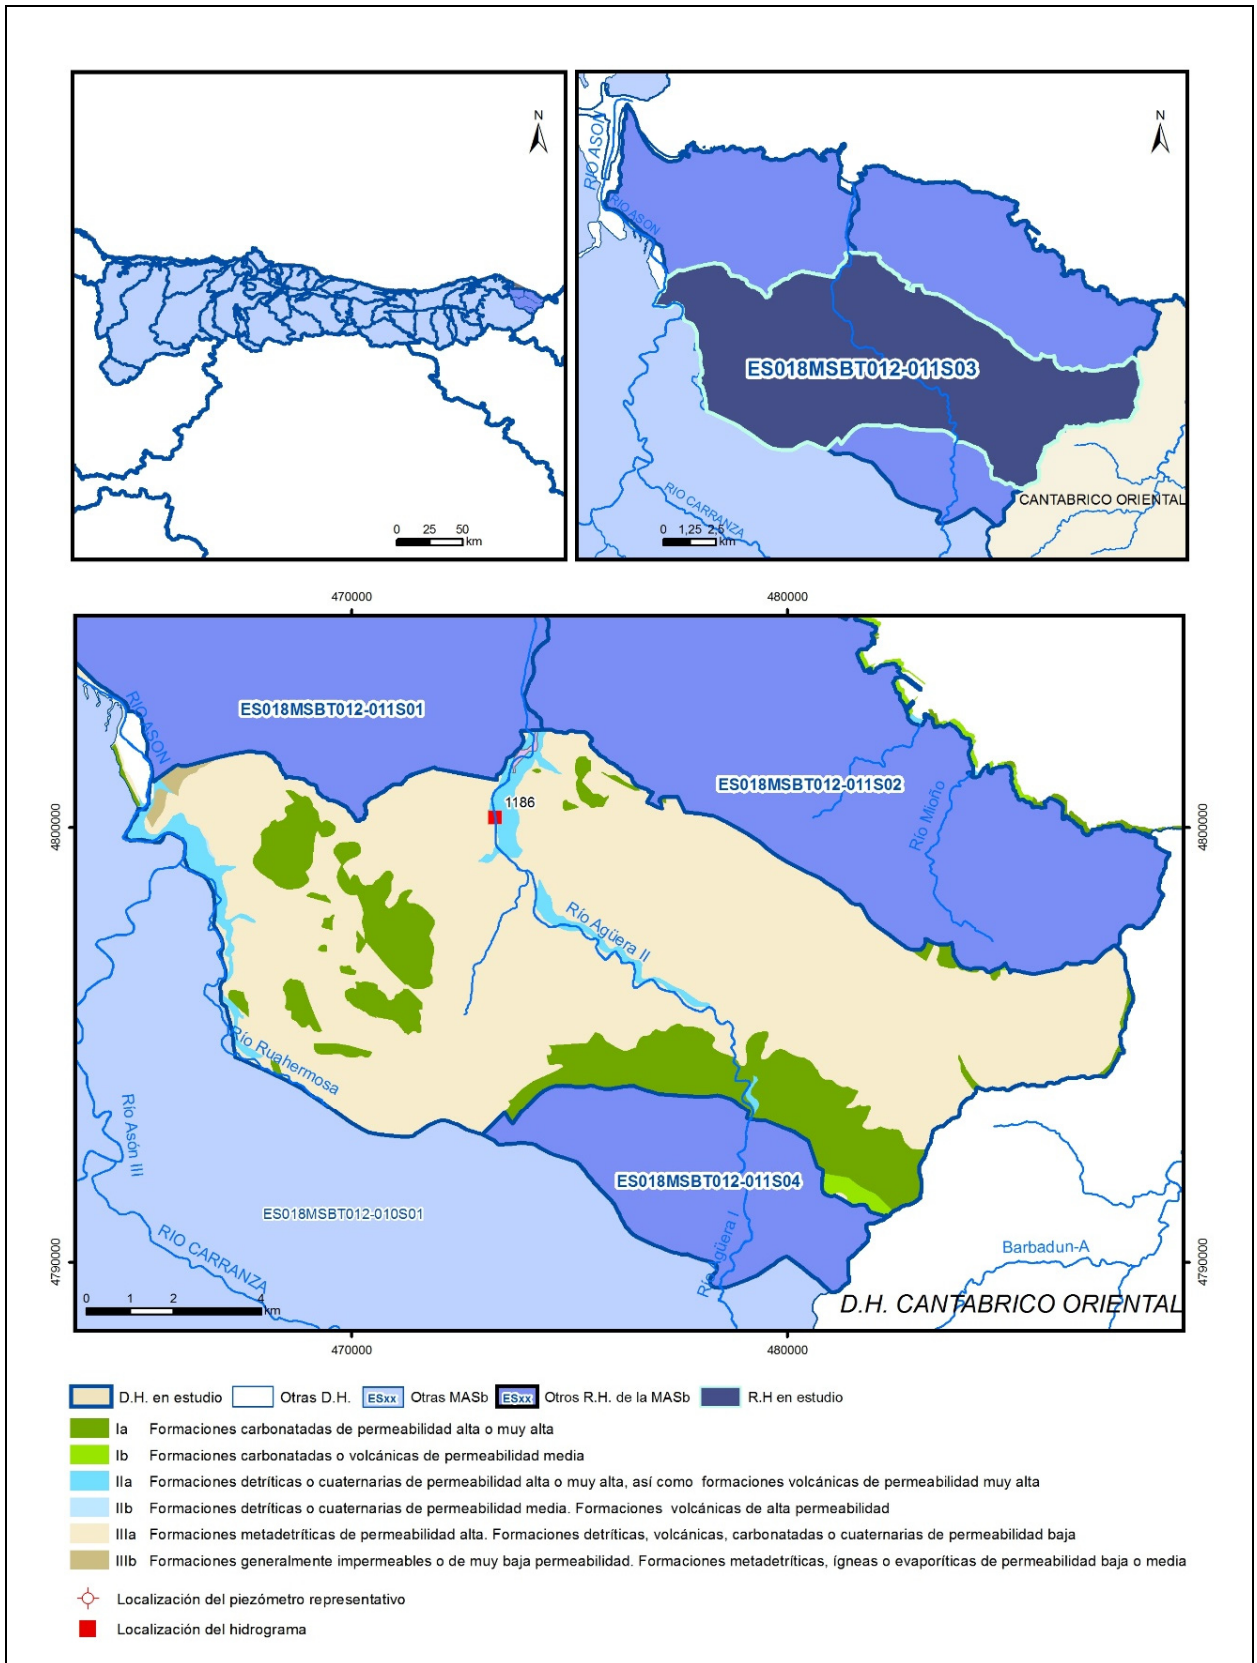 N
0 25 50
km
N
RIO ASON
RIO ASON
ES018MSBT012-011S03
RIO CARRANZA
CANTABRICO ORIENTAL
0 1,25 2,5
km
470000
480000
ES018MSBT012-011S01
RIO ASON
ES018MSBT012-011S02
1186
Río Mioño
4800000
4800000
Río Agüera II
Río Ruahermosa
Río Asón III
ES018MSBT012-011S04
ES018MSBT012-010S01
RIO CARRANZA
Río Agüera I
Barbadun-A
4790000
4790000
0 1 2 4
km
D.H. CANTABRICO ORIENTAL
470000
480000
D.H. en estudio
Otras D.H.
ESxx Otras MASb
ESxx Otros R.H. de la MASb
R.H en estudio
Ia Formaciones carbonatadas de permeabilidad alta o muy alta
Ib Formaciones carbonatadas o volcánicas de permeabilidad media
IIa Formaciones detríticas o cuaternarias de permeabilidad alta o muy alta, así como formaciones volcánicas de permeabilidad muy alta
IIb Formaciones detríticas o cuaternarias de permeabilidad media. Formaciones volcánicas de alta permeabilidad
IIIa Formaciones metadetríticas de permeabilidad alta. Formaciones detríticas, volcánicas, carbonatadas o cuaternarias de permeabilidad baja
IIIb Formaciones generalmente impermeables o de muy baja permeabilidad. Formaciones metadetríticas, ígneas o evaporíticas de permeabilidad baja o media
Localización del piezómetro representativo
Localización del hidrograma